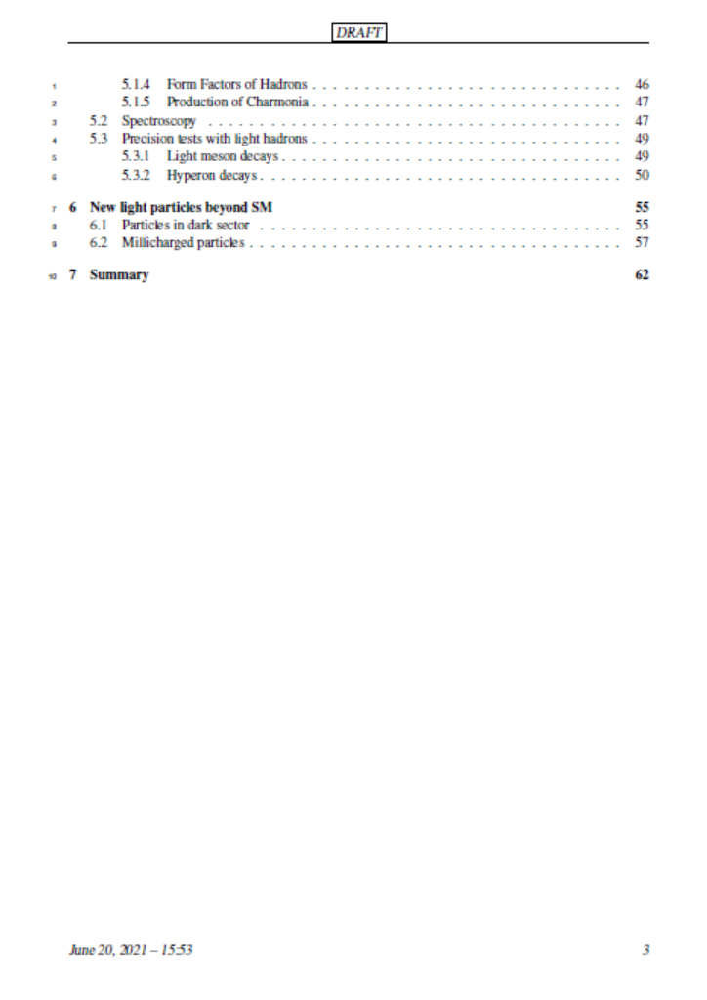 DRAFT
1 5.1.4 Form Factors of Hadrons . . . . . . . . . . . . . . . . . . . . . . . . . . . . . . 46
2 5.1.5 Production of Charmonia . . . . . . . . . . . . . . . . . . . . . . . . . . . . . . 47
3 5.2 Spectroscopy . . . . . . . . . . . . . . . . . . . . . . . . . . . . . . . . . . . . . . . . 47
4 5.3 Precision tests with light hadrons . . . . . . . . . . . . . . . . . . . . . . . . . . . . . . 49
5 5.3.1 Light meson decays . . . . . . . . . . . . . . . . . . . . . . . . . . . . . . . . . 49
6 5.3.2 Hyperon decays . . . . . . . . . . . . . . . . . . . . . . . . . . . . . . . . . . . 50
7 6 New light particles beyond SM 55
8 6.1 Particles in dark sector . . . . . . . . . . . . . . . . . . . . . . . . . . . . . . . . . . . 55
9 6.2 Millicharged particles . . . . . . . . . . . . . . . . . . . . . . . . . . . . . . . . . . . . 57
10 7 Summary 62
June 20, 2021 – 15:53 3